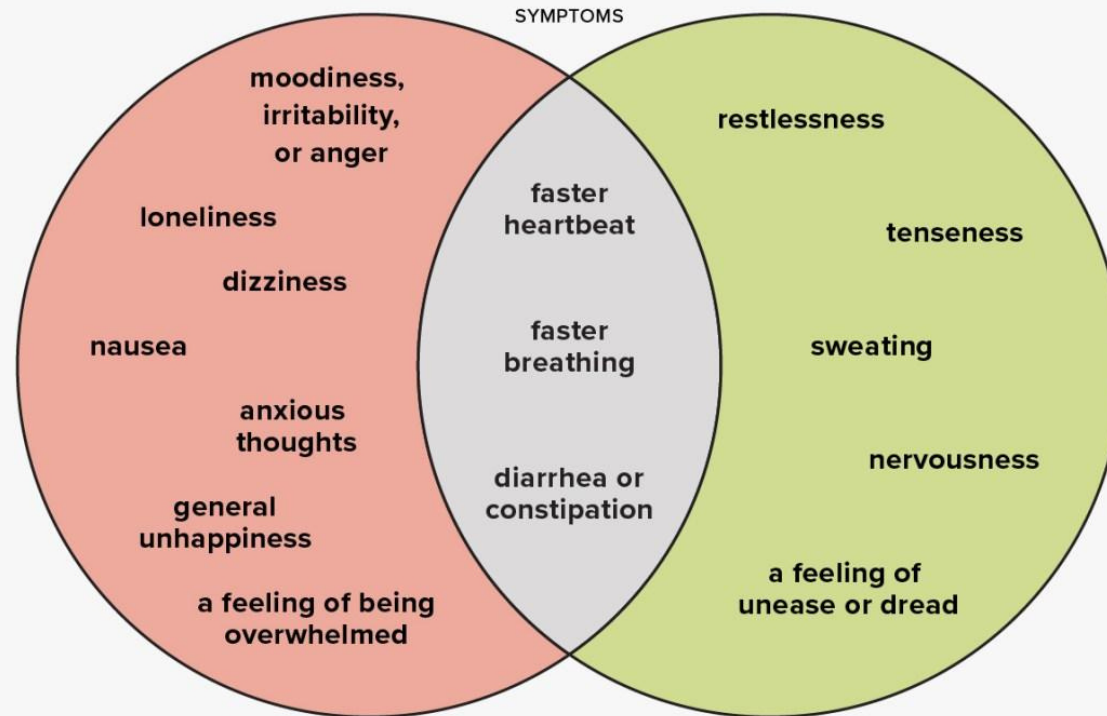 SYMPTOMS
moodiness,
irritability,
or anger
loneliness
dizziness
nausea
anxious
thoughts
general
unhappiness
a feeling of being
overwhelmed
faster
heartbeat
faster
breathing
diarrhea or
constipation
restlessness
tenseness
sweating
nervousness
a feeling of
unease or dread